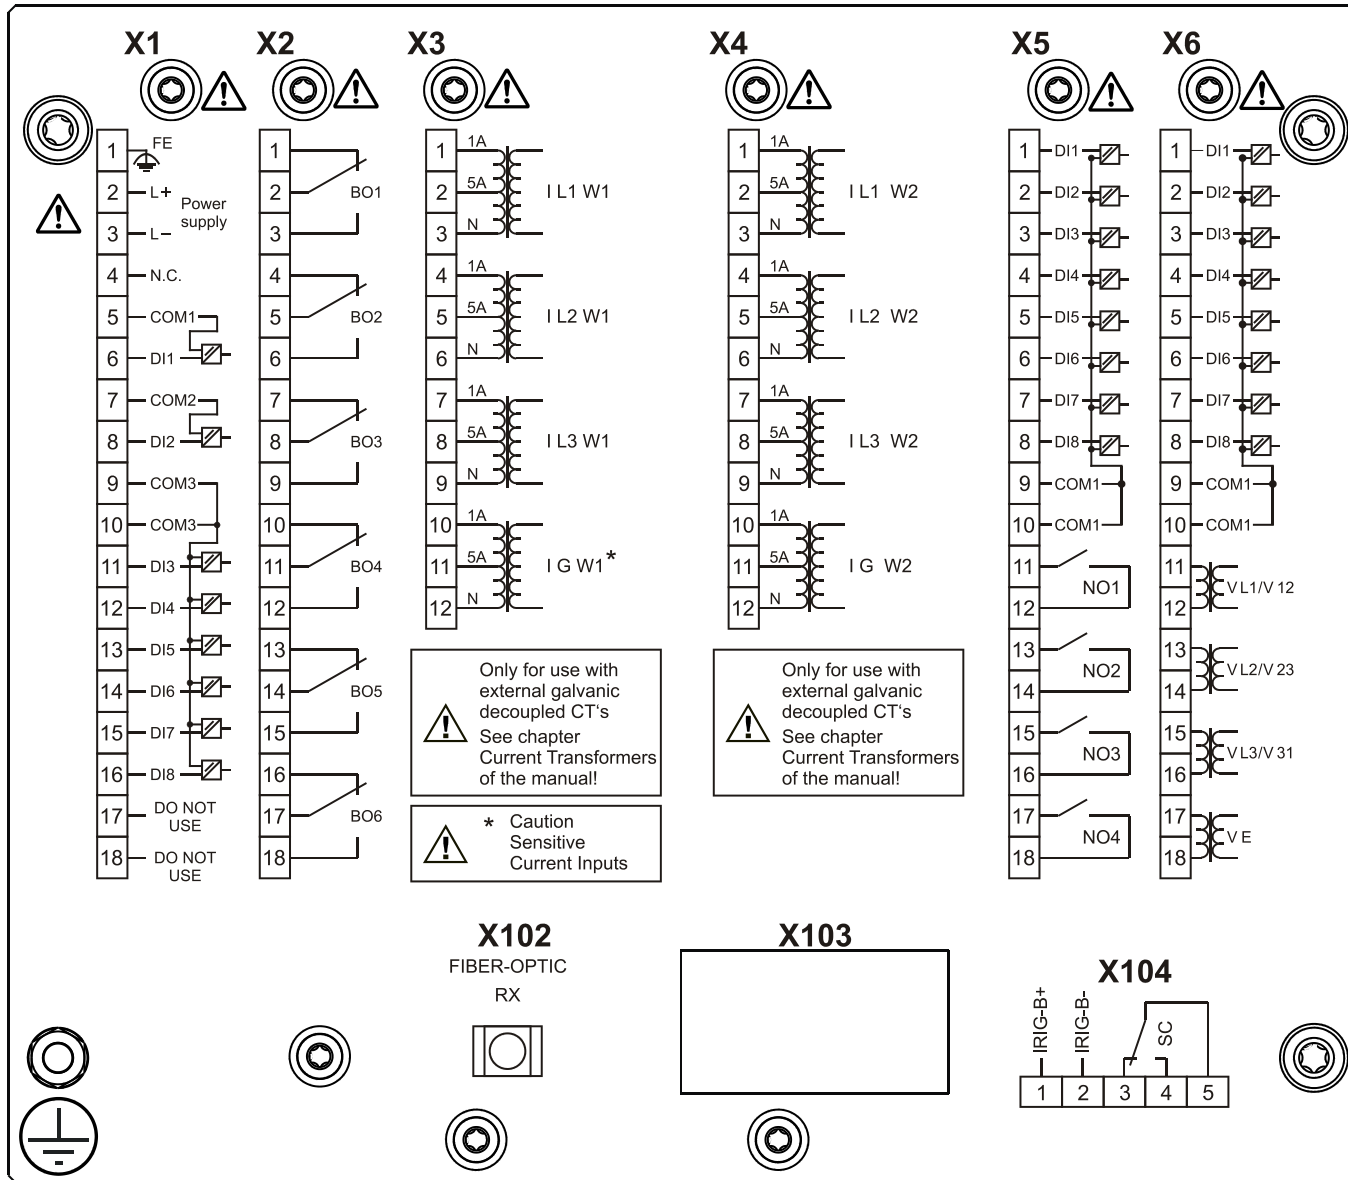 X1
X2
X3
X4
X5
X6
1 FE
2 L+
Power
supply
3 L–
4 N.C.
5 COM1
6 DI1
7 COM2
8 DI2
9 COM3
10 COM3
11 DI3
12 DI4
13 DI5
14 DI6
15 DI7
16 DI8
17 DO NOT
USE
18 DO NOT
USE
1
2 BO1
3
4
5 BO2
6
7
8 BO3
9
10
11 BO4
12
13
14 BO5
15
16
17 BO6
18
1 1A
2 5A I L1 W1
3 N
4 1A
5 5A I L2 W1
6 N
7 1A
8 5A I L3 W1
9 N
10 1A
11 5A I G W1*
12 N
Only for use with
external galvanic
decoupled CT‘s
See chapter
Current Transformers
of the manual!
* Caution
Sensitive
Current Inputs
1 1A
2 5A I L1 W2
3 N
4 1A
5 5A I L2 W2
6 N
7 1A
8 5A I L3 W2
9 N
10 1A
11 5A I G W2
12 N
Only for use with
external galvanic
decoupled CT‘s
See chapter
Current Transformers
of the manual!
1 DI1
2 DI2
3 DI3
4 DI4
5 DI5
6 DI6
7 DI7
8 DI8
9 COM1
10 COM1
11
NO1
12
13
NO2
14
15
NO3
16
17
NO4
18
1 DI1
2 DI2
3 DI3
4 DI4
5 DI5
6 DI6
7 DI7
8 DI8
9 COM1
10 COM1
11
V L1/V 12
12
13
V L2/V 23
14
15
V L3/V 31
16
17
V E
18
X102
FIBER-OPTIC
RX
X103
X104
IRIG-B+
IRIG-B-
SC
1 2 3 4 5